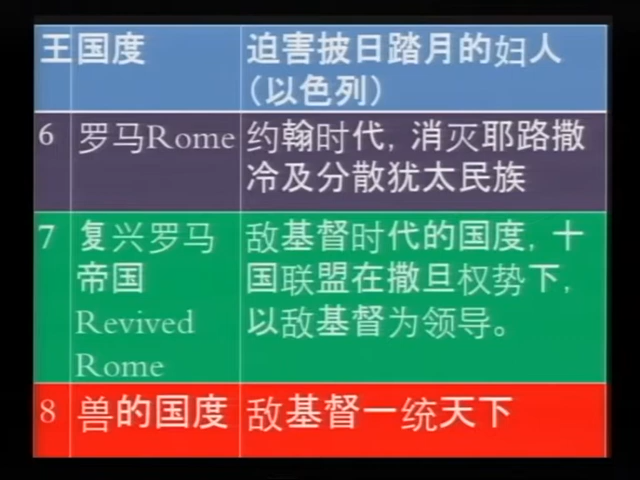 王 国度 迫害披日踏月的妇人
（以色列）
6 罗马Rome 约翰时代，消灭耶路撒
冷及分散犹太民族
7 复兴罗马 敌基督时代的国度，十
帝国 国联盟在撒旦权势下，
Revived 以敌基督为领导。
Rome
8 兽的国度 敌基督一统天下